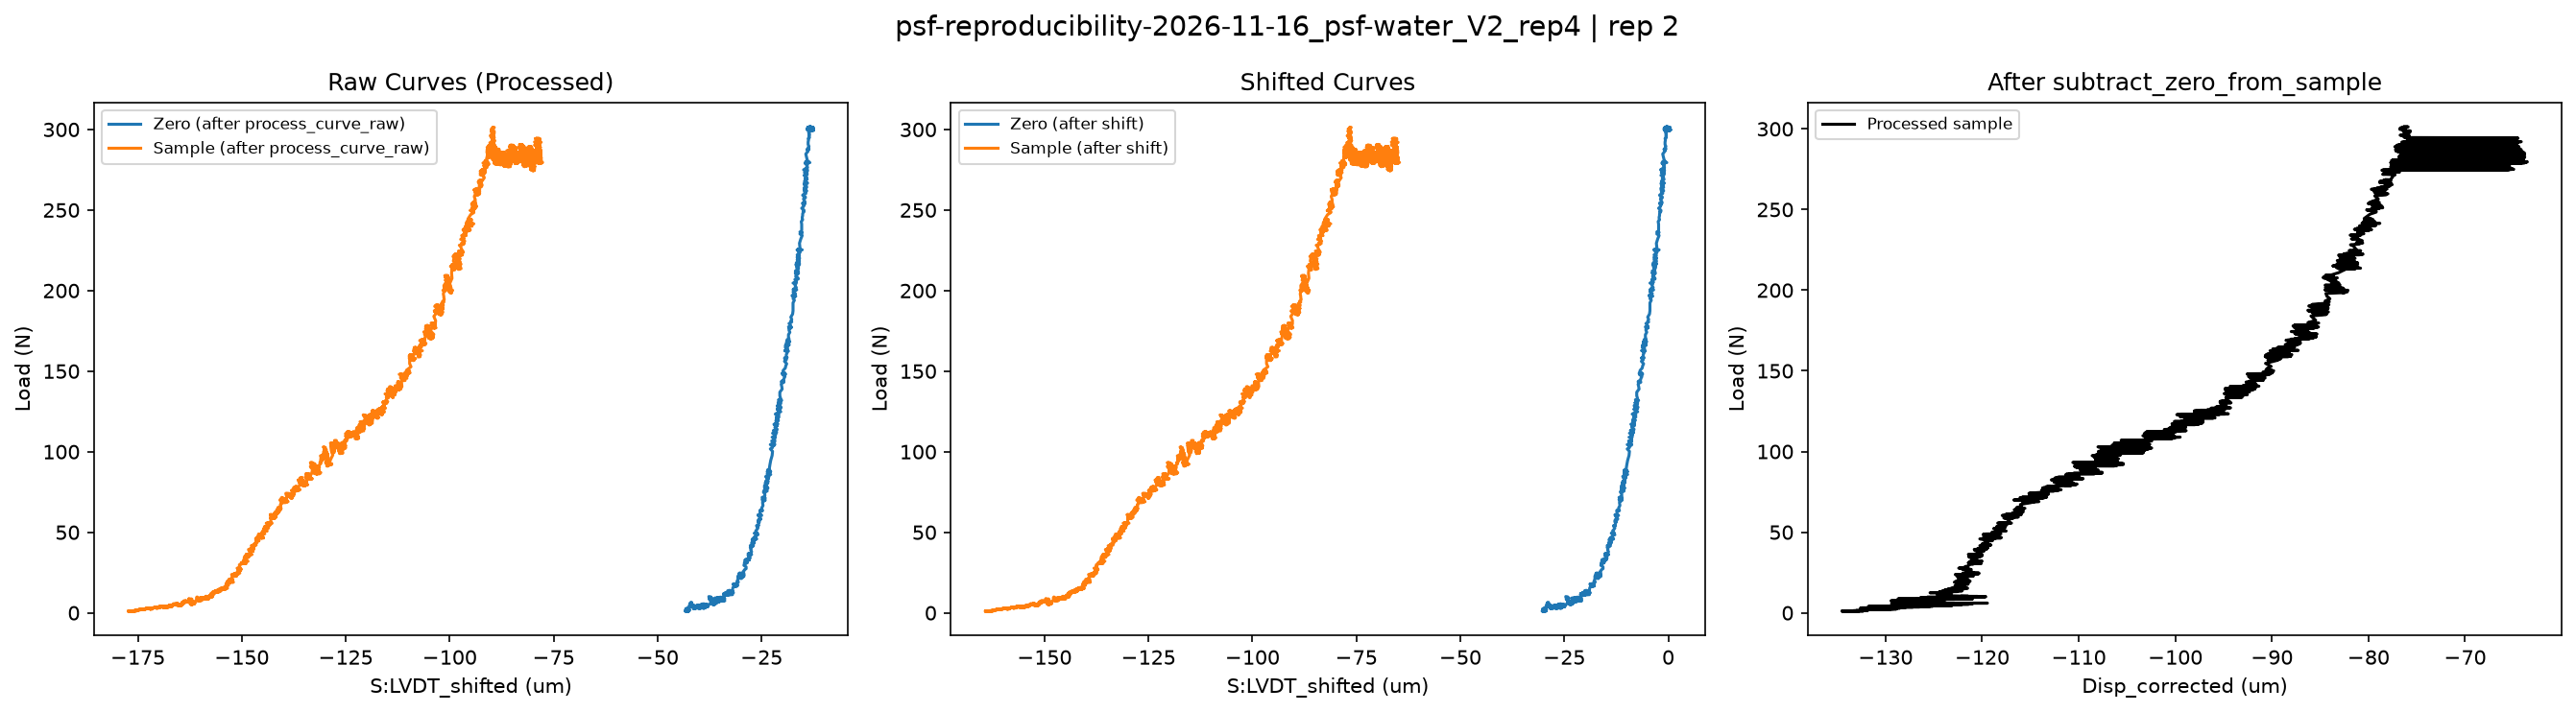 psf-reproducibility-2026-11-16_psf-water_V2_rep4 | rep 2
Raw Curves (Processed)
Zero (after process_curve_raw)
Sample (after process_curve_raw)
Load (N)
300
250
200
150
100
50
0
−175 −150 −125 −100 −75 −50 −25
S:LVDT_shifted (um)
Shifted Curves
Zero (after shift)
Sample (after shift)
Load (N)
300
250
200
150
100
50
0
−150 −125 −100 −75 −50 −25 0
S:LVDT_shifted (um)
After subtract_zero_from_sample
Processed sample
Load (N)
300
250
200
150
100
50
0
−130 −120 −110 −100 −90 −80 −70
Disp_corrected (um)